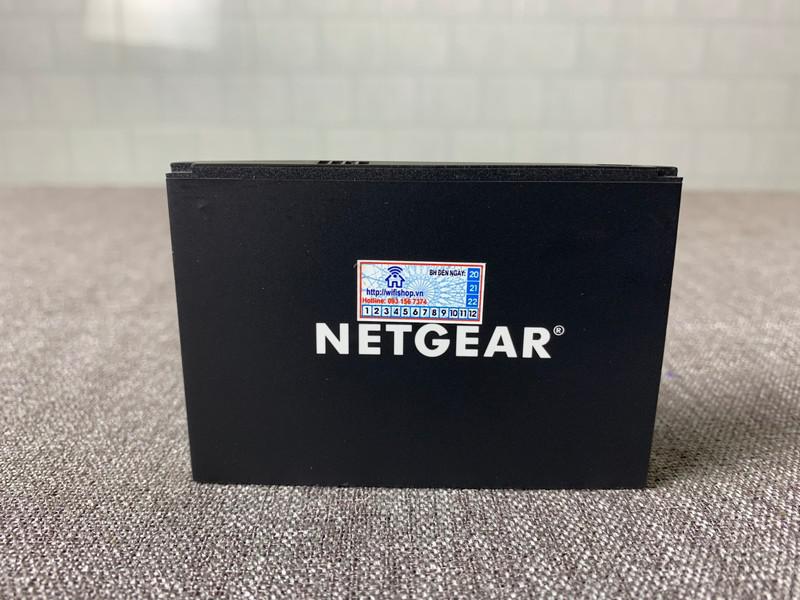 BH ĐẾN NGÀY: 20
21
http://wifishop.vn
22
Hotline: 093 156 7374
1 2 3 4 5 6 7 8 9 10 11 12
NETGEAR®